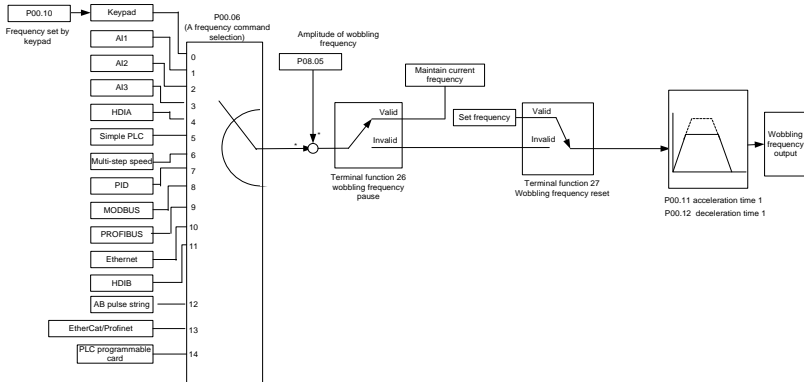 P00.10
Frequency set by
keypad
Keypad
AI1
AI2
AI3
HDIA
Simple PLC
Multi-step speed
PID
MODBUS
PROFIBUS
Ethernet
HDIB
AB pulse string
EtherCat/Profinet
PLC programmable
card
P00.06
(A frequency command
selection)
0
1
2
3
4
5
6
7
8
9
10
11
12
13
14
Amplitude of wobbling
frequency
P08.05
*
*
Maintain current
frequency
Valid
Invalid
Terminal function 26
wobbling frequency
pause
Set frequency
Valid
Invalid
Terminal function 27
Wobbling frequency reset
P00.11 acceleration time 1
P00.12 deceleration time 1
Wobbling
frequency
output